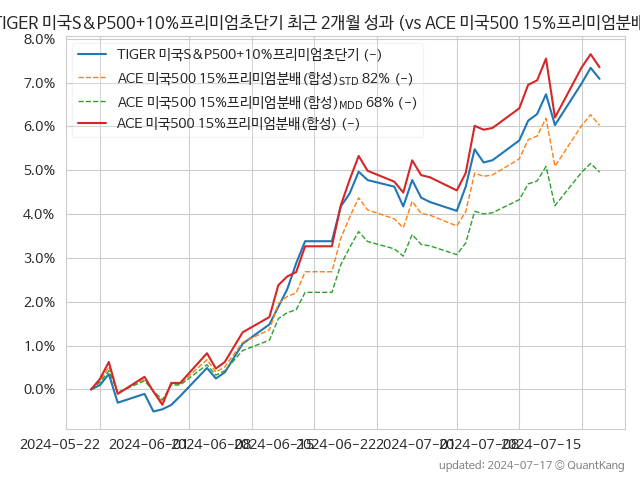 TIGER 미국S&P500+10%프리미엄초단기 최근 2개월 성과 (vs ACE 미국500 15%프리미엄분배
8.0%
7.0%
6.0%
5.0%
4.0%
3.0%
2.0%
1.0%
0.0%
TIGER 미국S&P500+10%프리미엄초단기 (-)
ACE 미국500 15%프리미엄분배(합성)STD 82% (-)
ACE 미국500 15%프리미엄분배(합성)MDD 68% (-)
ACE 미국500 15%프리미엄분배(합성) (-)
2024-05-22 2024-06-01 2024-06-08 2024-06-15 2024-06-22 2024-07-01 2024-07-08 2024-07-15
updated: 2024-07-17 © QuantKang